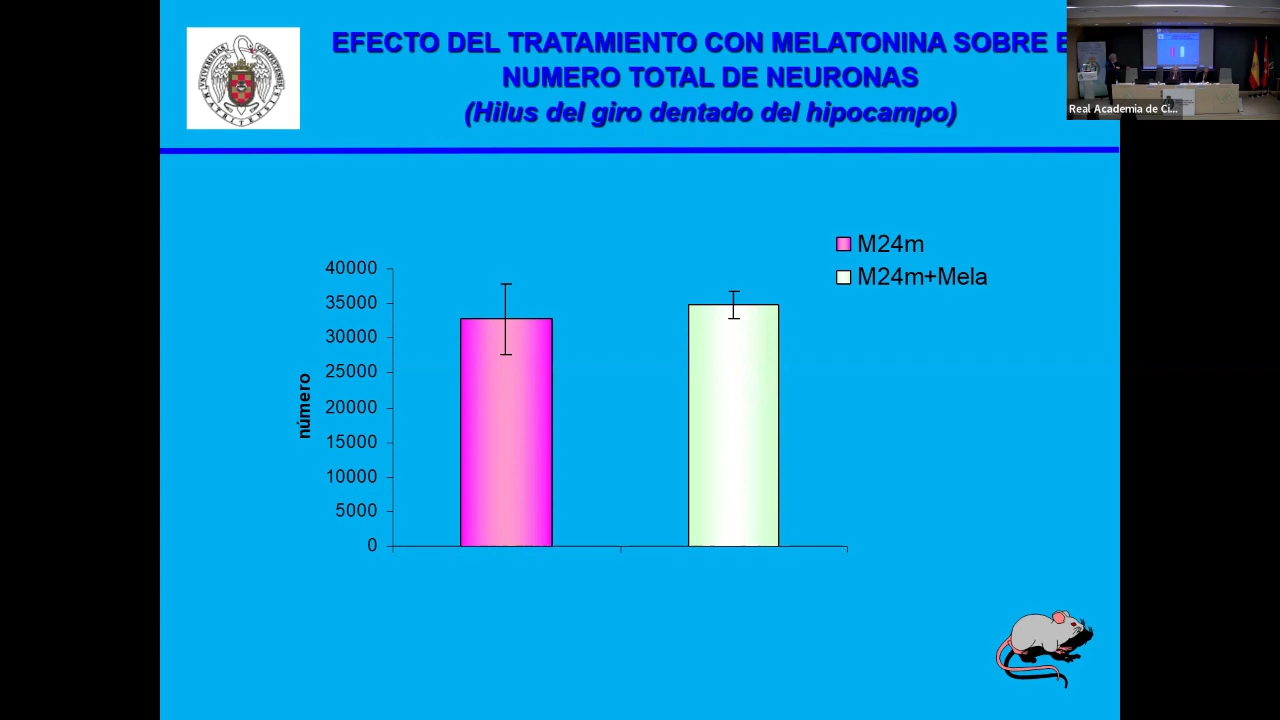 EFECTO DEL TRATAMIENTO CON MELATONINA SOBRE E
NUMERO TOTAL DE NEURONAS
(Hilus del giro dentado del hipocampo)
Real Academia de Ci...
M24m
M24m+Mela
40000
35000
30000
25000
20000
15000
10000
5000
0
número